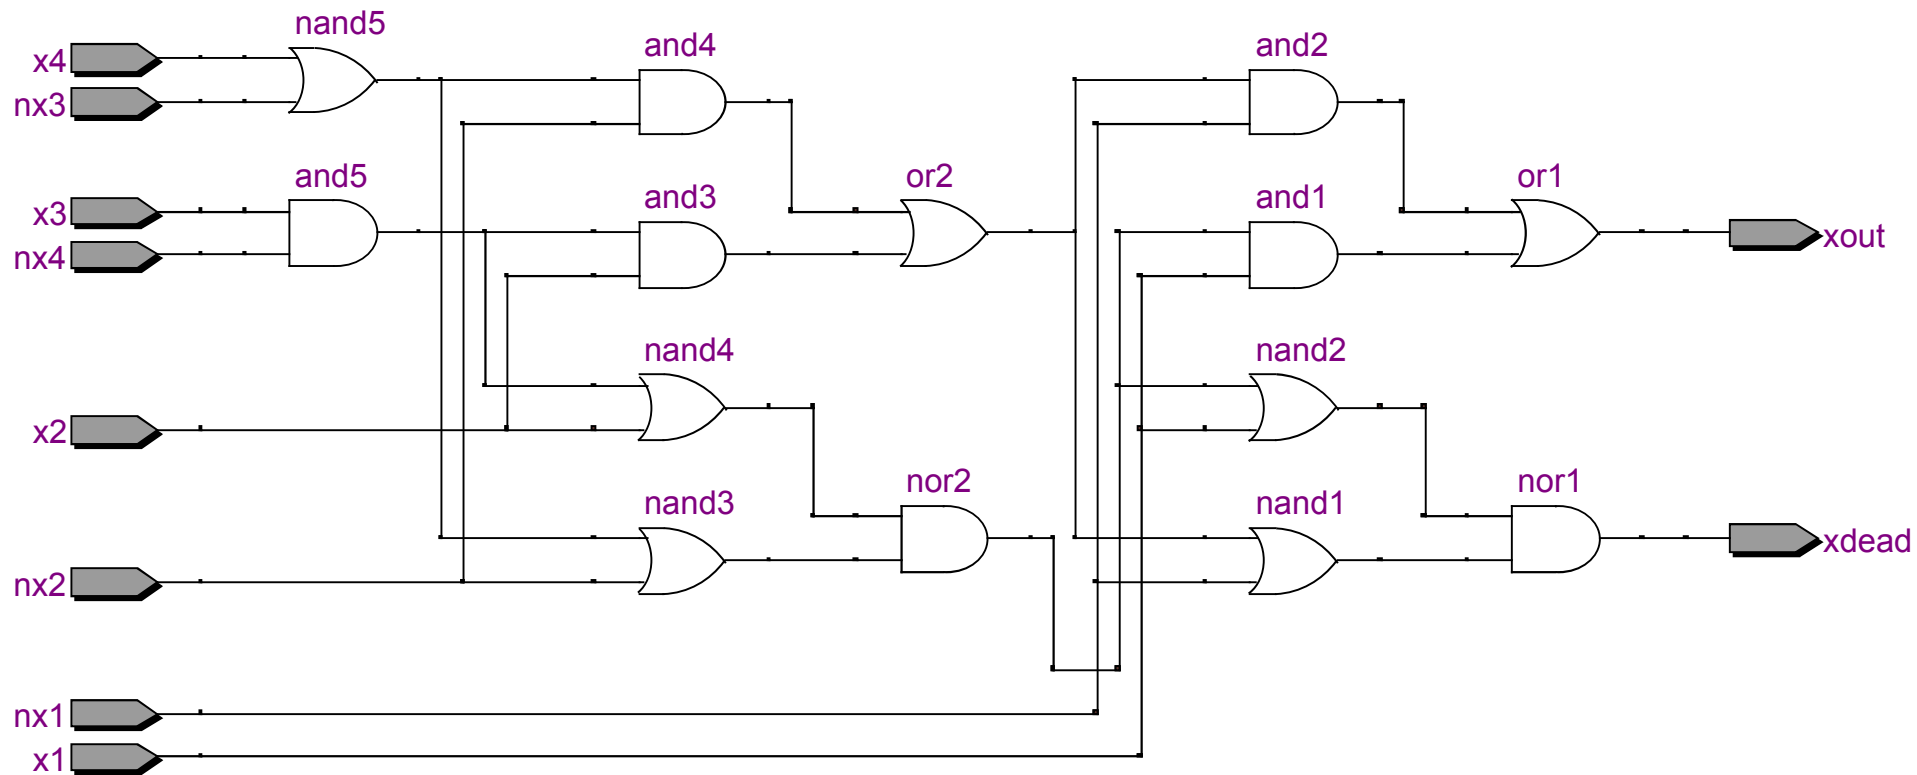 nand5
x4
nx3
and4
and2
and5
x3
nx4
and3
or2
and1
or1
xout
nand4
nand2
x2
nand3
nor2
nand1
nor1
xdead
nx2
nx1
x1